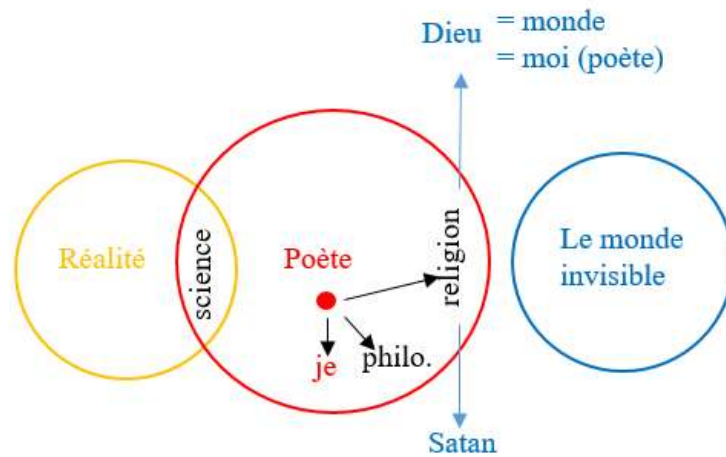 Dieu = monde
= moi (poète)
Réalité
science
Poète
religion
Le monde
invisible
je
philo.
Satan